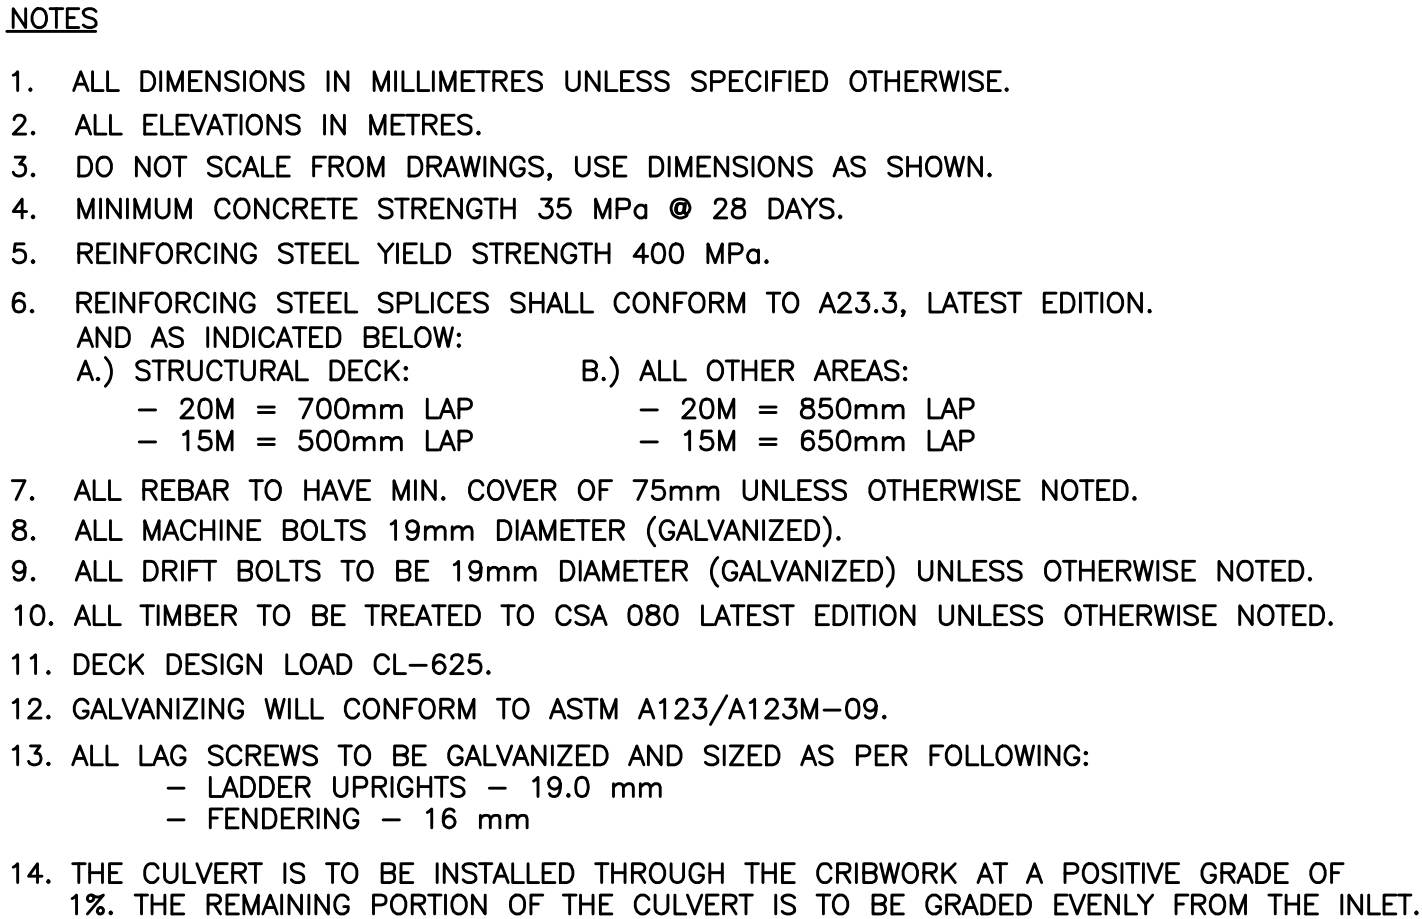 NOTES
1. ALL DIMENSIONS IN MILLIMETRES UNLESS SPECIFIED OTHERWISE.
2. ALL ELEVATIONS IN METRES.
3. DO NOT SCALE FROM DRAWINGS, USE DIMENSIONS AS SHOWN.
4. MINIMUM CONCRETE STRENGTH 35 MPa @ 28 DAYS.
5. REINFORCING STEEL YIELD STRENGTH 400 MPa.
6. REINFORCING STEEL SPLICES SHALL CONFORM TO A23.3, LATEST EDITION.
AND AS INDICATED BELOW:
A.) STRUCTURAL DECK: B.) ALL OTHER AREAS:
– 20M = 700mm LAP – 20M = 850mm LAP
– 15M = 500mm LAP – 15M = 650mm LAP
7. ALL REBAR TO HAVE MIN. COVER OF 75mm UNLESS OTHERWISE NOTED.
8. ALL MACHINE BOLTS 19mm DIAMETER (GALVANIZED).
9. ALL DRIFT BOLTS TO BE 19mm DIAMETER (GALVANIZED) UNLESS OTHERWISE NOTED.
10. ALL TIMBER TO BE TREATED TO CSA 080 LATEST EDITION UNLESS OTHERWISE NOTED.
11. DECK DESIGN LOAD CL–625.
12. GALVANIZING WILL CONFORM TO ASTM A123/A123M–09.
13. ALL LAG SCREWS TO BE GALVANIZED AND SIZED AS PER FOLLOWING:
– LADDER UPRIGHTS – 19.0 mm
– FENDERING – 16 mm
14. THE CULVERT IS TO BE INSTALLED THROUGH THE CRIBWORK AT A POSITIVE GRADE OF
1%. THE REMAINING PORTION OF THE CULVERT IS TO BE GRADED EVENLY FROM THE INLET.